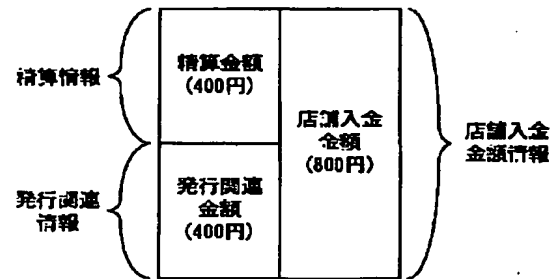 精算情報
精算金額
(400円)
発行関連
情報
発行関連
金額
(400円)
店舗入金
金額
(800円)
店舗入金
金額情報